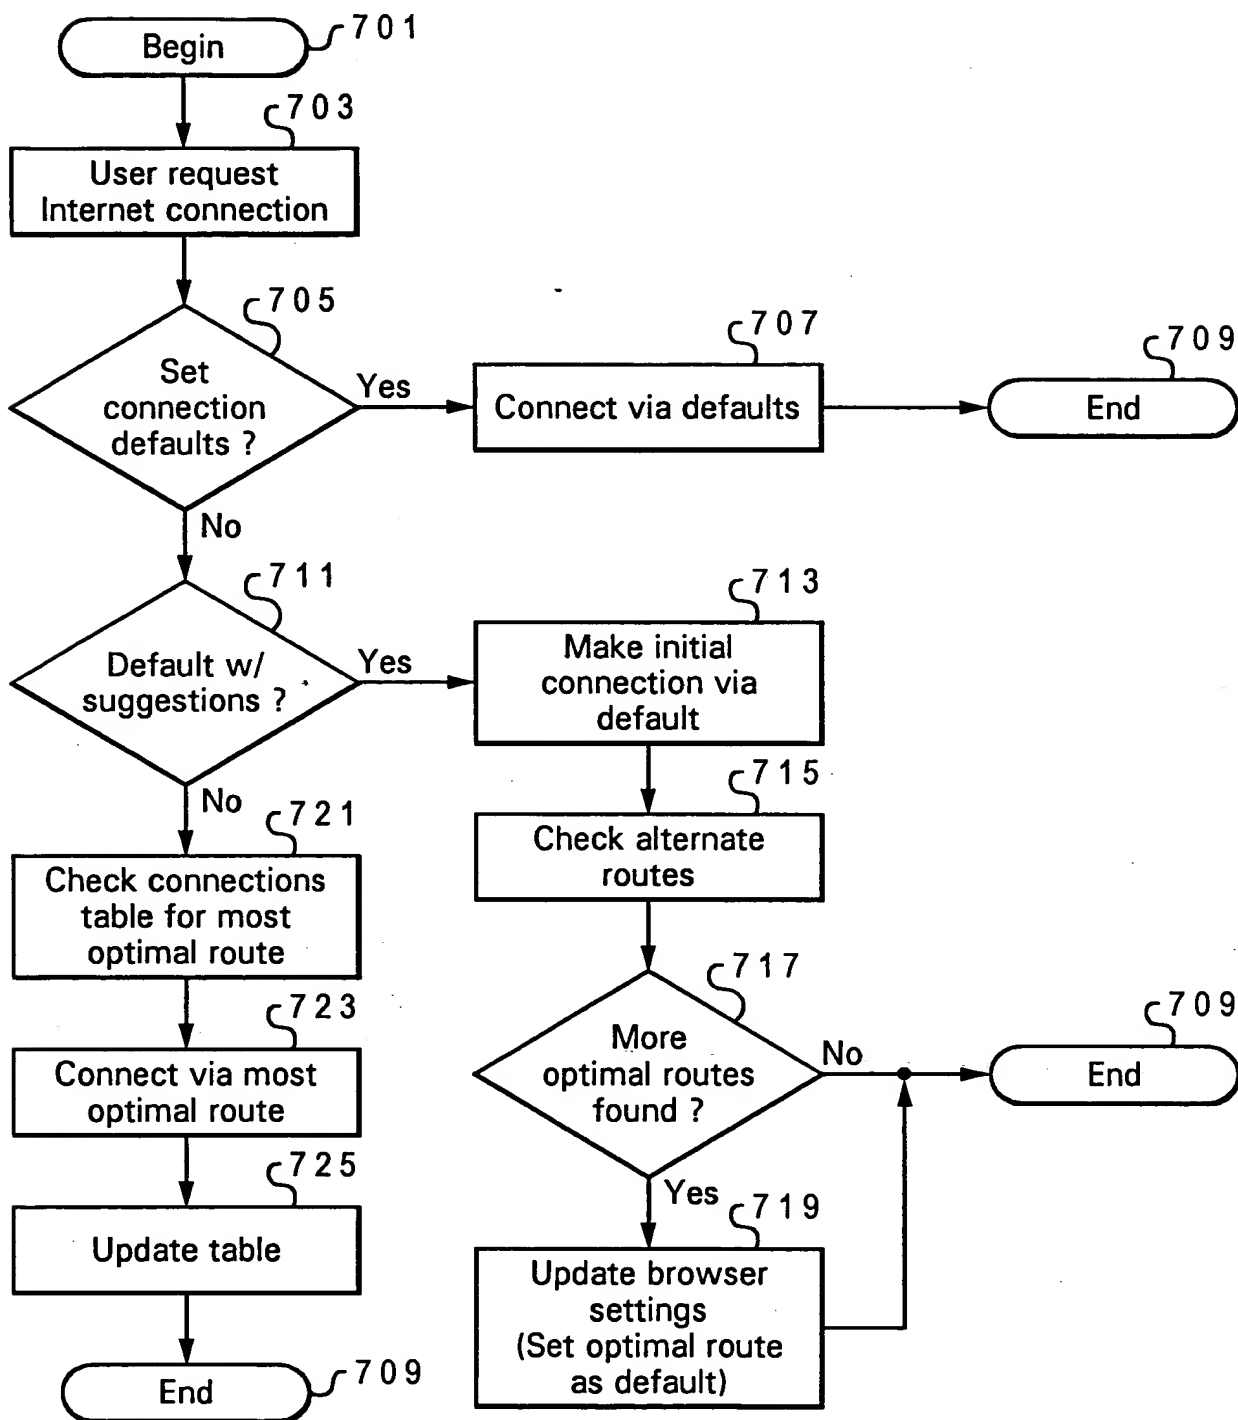 Begin
701
703
User request
Internet connection
705
Set
connection
defaults ?
Yes
707
Connect via defaults
709
End
No
711
Default w/
suggestions ?
Yes
713
Make initial
connection via
default
715
Check alternate
routes
717
More
optimal routes
found ?
No
709
End
Yes
719
Update browser
settings
(Set optimal route
as default)
No
721
Check connections
table for most
optimal route
723
Connect via most
optimal route
725
Update table
End
709